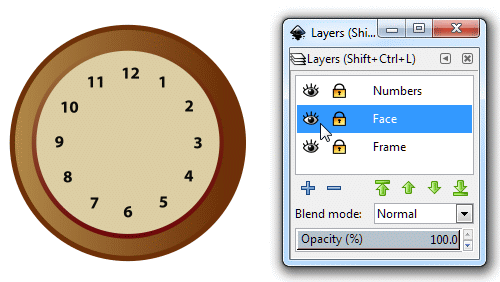 12
11 1
10 2
9 3
8 4
7 5
6
Layers (Shi...
Layers (Shift+Ctrl+L)
Numbers
Face
Frame
Blend mode: Normal
Opacity (%) 100.0